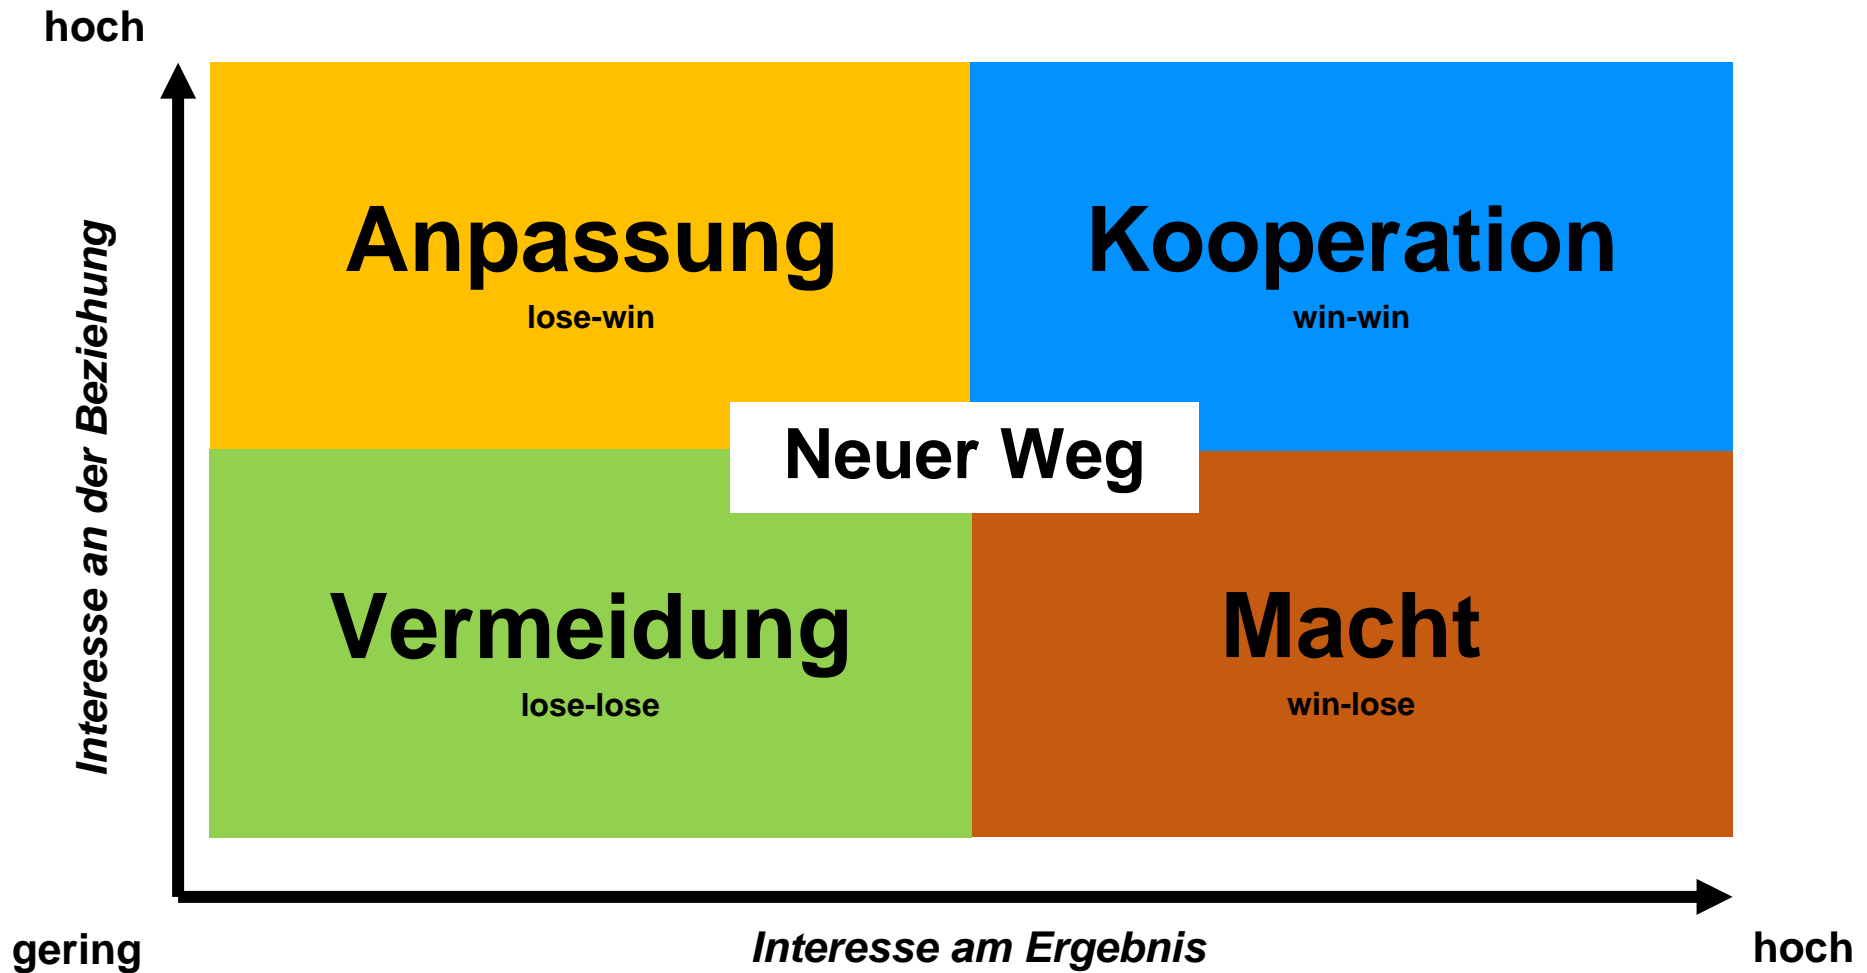 hoch
Interesse an der Beziehung
Anpassung
lose-win
Kooperation
win-win
Neuer Weg
Vermeidung
lose-lose
Macht
win-lose
gering
Interesse am Ergebnis
hoch